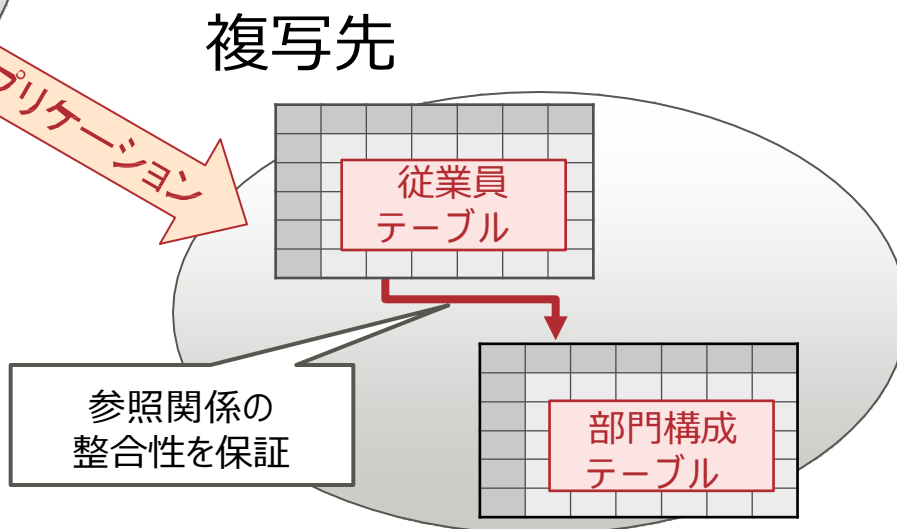 複写先
プリケーション
従業員
テーブル
参照関係の
整合性を保証
部門構成
テーブル